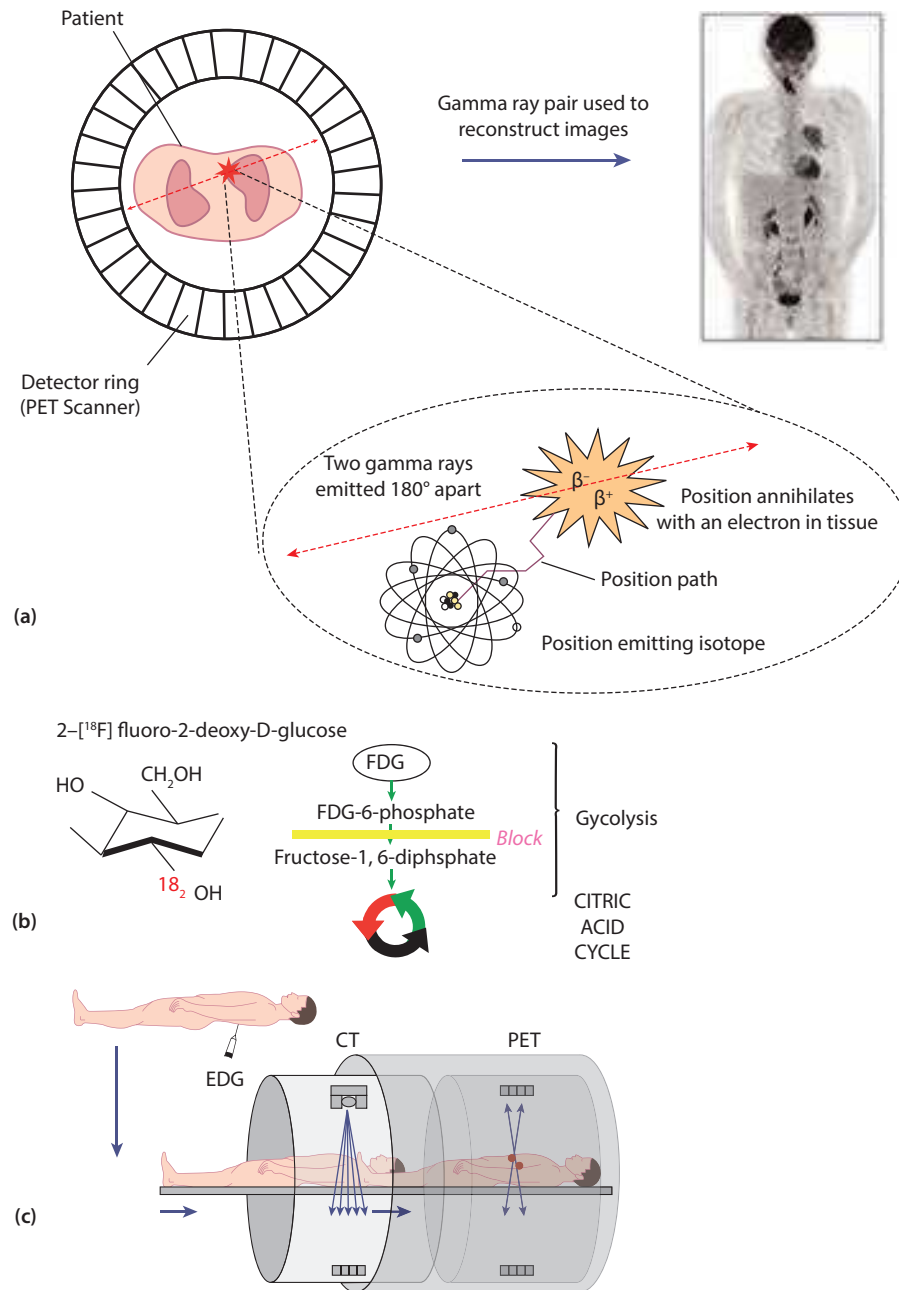 Patient
Gamma ray pair used to
reconstruct images
Detector ring
(PET Scanner)
Two gamma rays
emitted 180° apart
β⁻
β⁺
Position annihilates
with an electron in tissue
Position path
Position emitting isotope
(a)
2–[¹⁸F] fluoro-2-deoxy-D-glucose
HO
CH₂OH
18₂ OH
FDG
FDG-6-phosphate
Block
Fructose-1, 6-diphsphate
Gycolysis
CITRIC
ACID
CYCLE
(b)
EDG
CT
PET
(c)